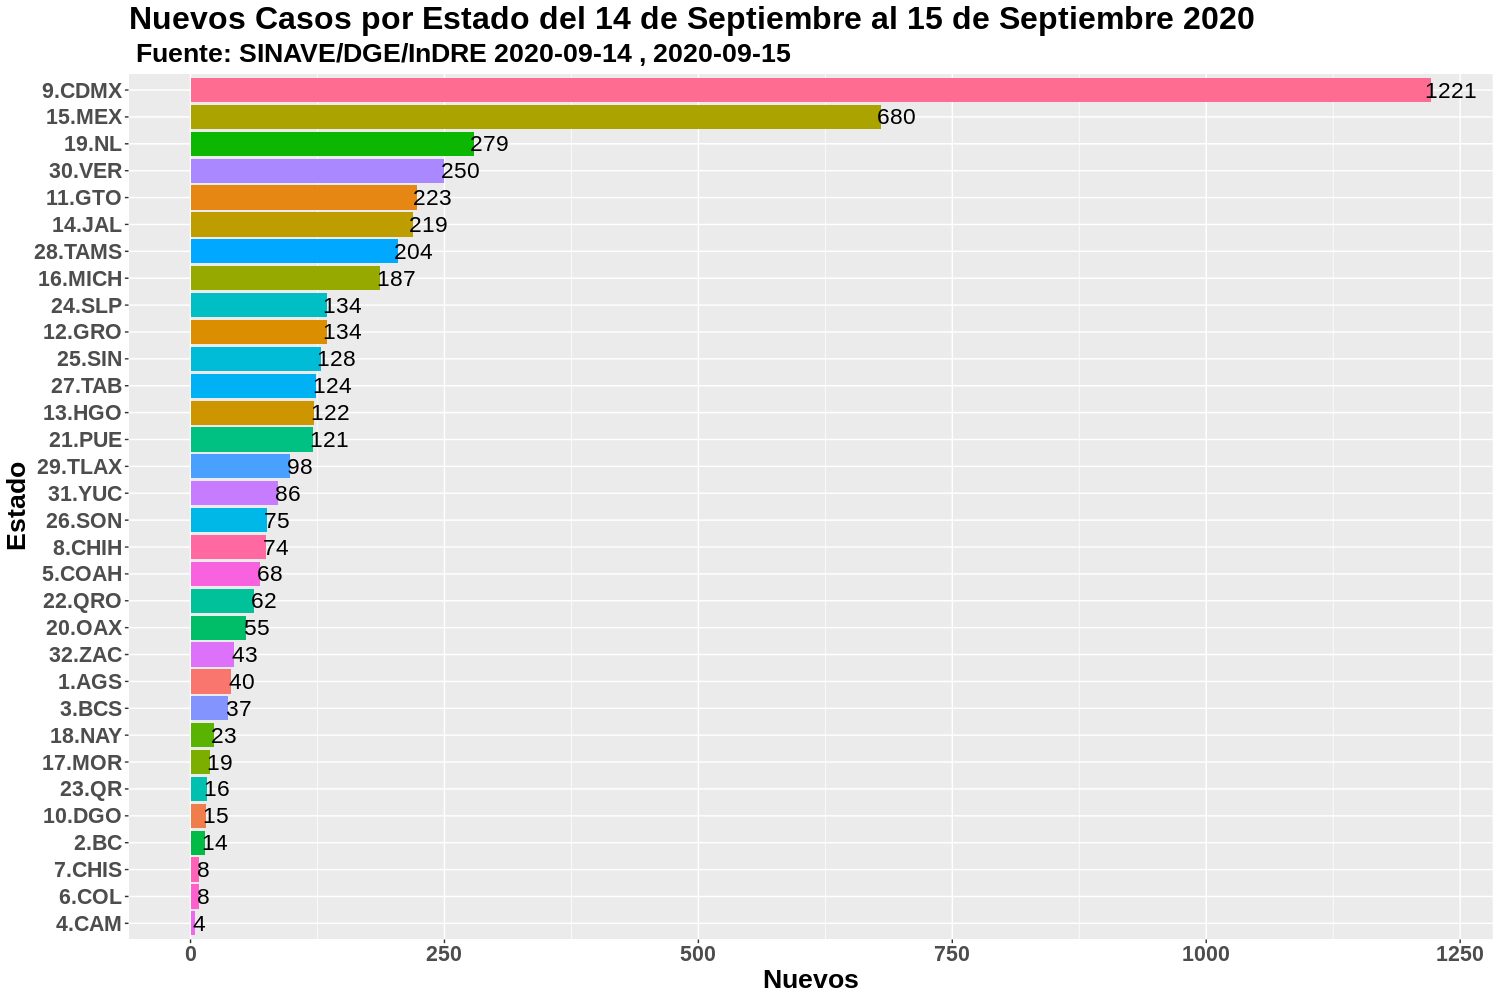 Nuevos Casos por Estado del 14 de Septiembre al 15 de Septiembre 2020
Fuente: SINAVE/DGE/InDRE 2020-09-14 , 2020-09-15
Estado
9.CDMX 1221
15.MEX 680
19.NL 279
30.VER 250
11.GTO 223
14.JAL 219
28.TAMS 204
16.MICH 187
24.SLP 134
12.GRO 134
25.SIN 128
27.TAB 124
13.HGO 122
21.PUE 121
29.TLAX 98
31.YUC 86
26.SON 75
8.CHIH 74
5.COAH 68
22.QRO 62
20.OAX 55
32.ZAC 43
1.AGS 40
3.BCS 37
18.NAY 23
17.MOR 19
23.QR 16
10.DGO 15
2.BC 14
7.CHIS 8
6.COL 8
4.CAM 4
0 250 500 750 1000 1250
Nuevos